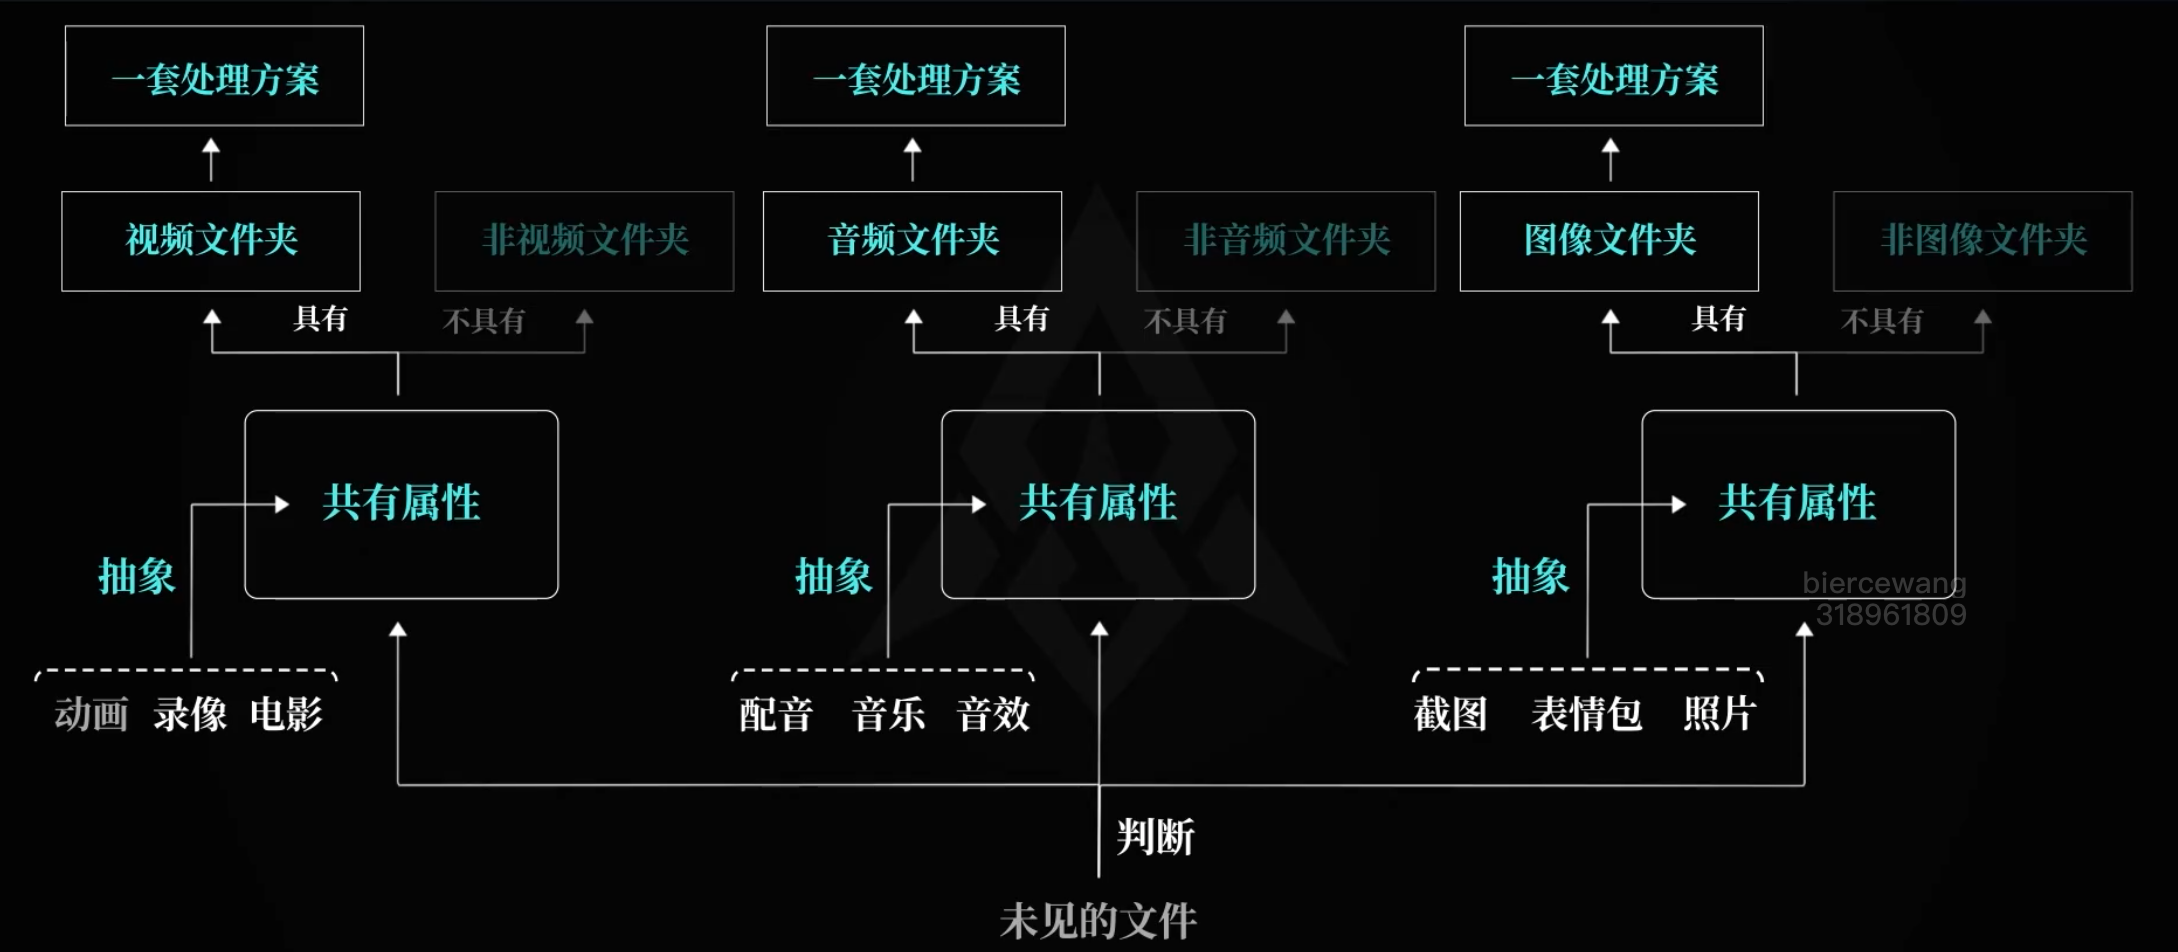 一套处理方案
一套处理方案
一套处理方案
视频文件夹
非视频文件夹
音频文件夹
非音频文件夹
图像文件夹
非图像文件夹
具有
不具有
具有
不具有
具有
不具有
共有属性
共有属性
共有属性
抽象
抽象
抽象
biercewang
318961809
动画 录像 电影
配音 音乐 音效
截图 表情包 照片
判断
未见的文件